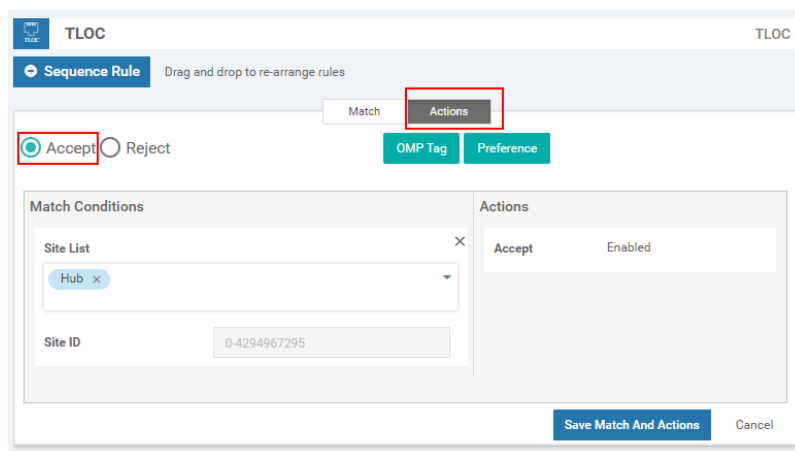 TLOC
TLOC
TLOC
Sequence Rule
Drag and drop to re-arrange rules
Match
Actions
Accept
Reject
OMP Tag
Preference
Match Conditions
Actions
Site List
Hub
Accept
Enabled
Site ID
0-4294967295
Save Match And Actions
Cancel